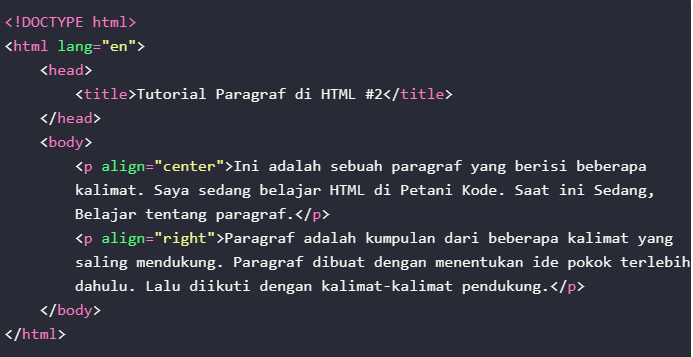 <!DOCTYPE html>
<html lang="en">
    <head>
        <title>Tutorial Paragraf di HTML #2</title>
    </head>
    <body>
        <p align="center">Ini adalah sebuah paragraf yang berisi beberapa
        kalimat. Saya sedang belajar HTML di Petani Kode. Saat ini Sedang,
        Belajar tentang paragraf.</p>
        <p align="right">Paragraf adalah kumpulan dari beberapa kalimat yang
        saling mendukung. Paragraf dibuat dengan menentukan ide pokok terlebih
        dahulu. Lalu diikuti dengan kalimat-kalimat pendukung.</p>
    </body>
</html>